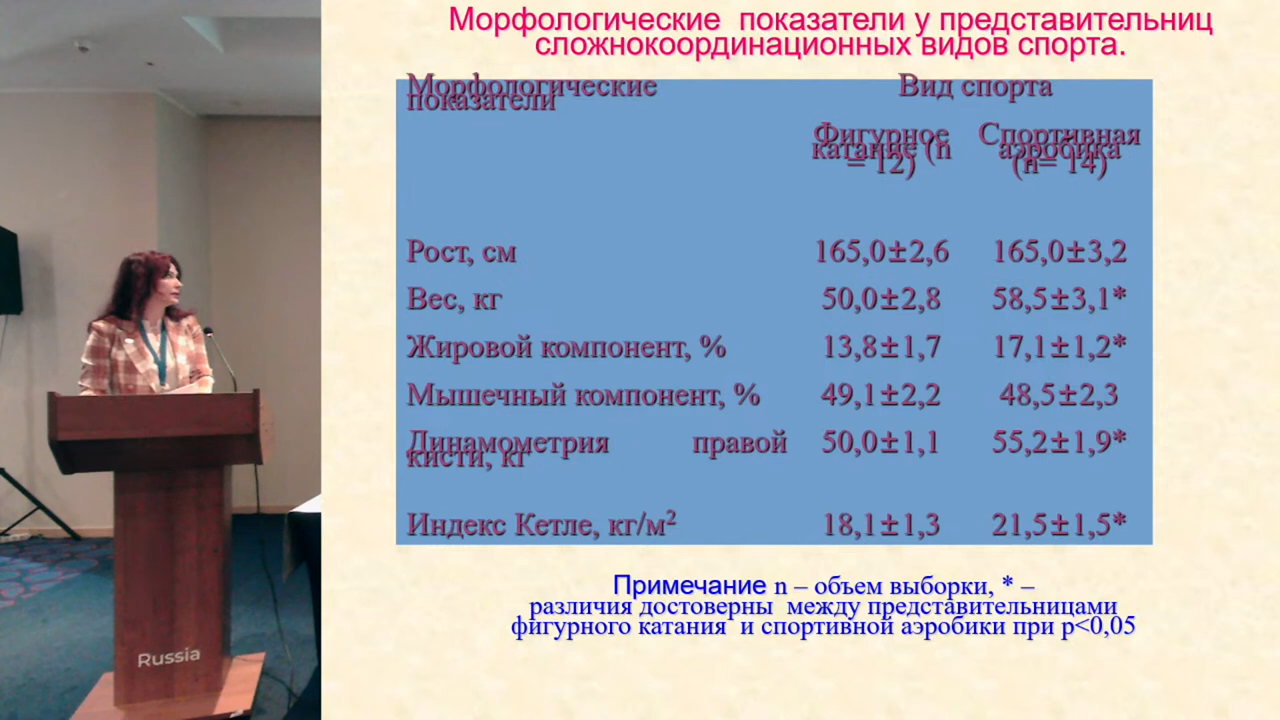 Морфологические показатели у представительниц
сложнокоординационных видов спорта.
Морфологические
показатели
Вид спорта
Фигурное
катание (n
= 12)
Спортивная
аэробика
(n= 14)
Рост, см 165,0±2,6 165,0±3,2
Вес, кг 50,0±2,8 58,5±3,1*
Жировой компонент, % 13,8±1,7 17,1±1,2*
Мышечный компонент, % 49,1±2,2 48,5±2,3
Динамометрия правой 50,0±1,1 55,2±1,9*
кисти, кг
Индекс Кетле, кг/м² 18,1±1,3 21,5±1,5*
Примечание n – объем выборки, * –
различия достоверны между представительницами
фигурного катания и спортивной аэробики при p<0,05
Russia